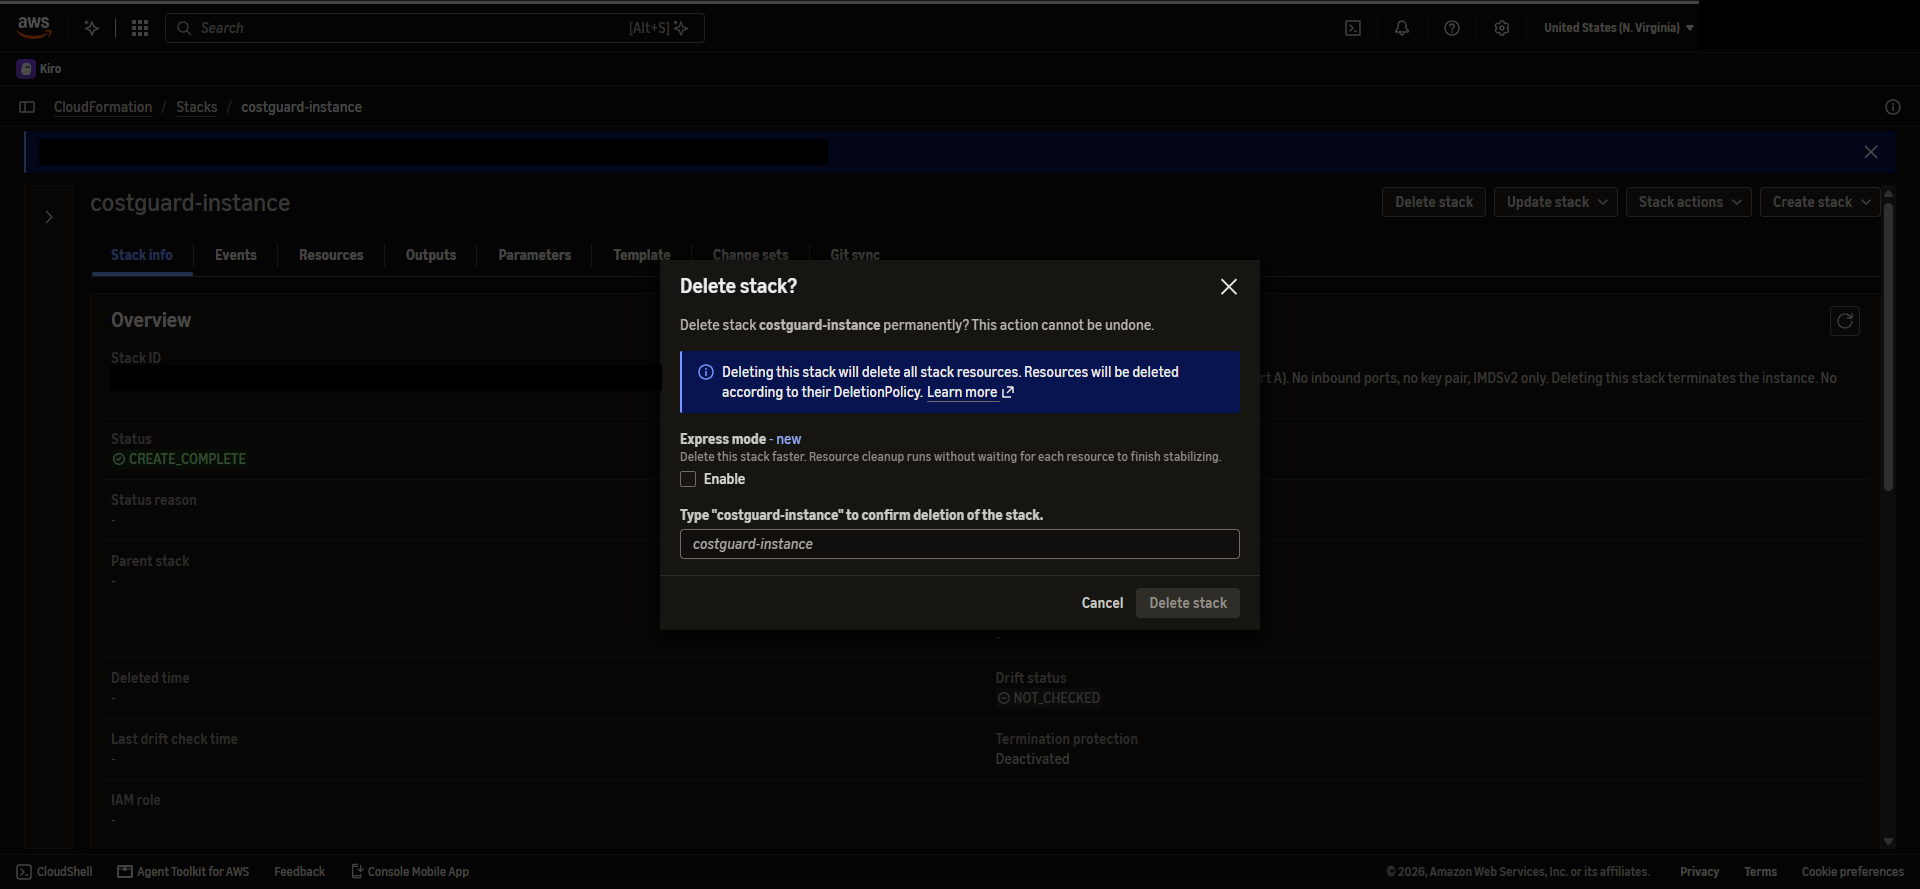 aws
Search [Alt+S]
United States (N. Virginia)
Kiro
CloudFormation / Stacks / costguard-instance
costguard-instance
Delete stack Update stack Stack actions Create stack
Stack info Events Resources Outputs Parameters Template Change sets Git sync
Delete stack?
Delete stack costguard-instance permanently? This action cannot be undone.
Deleting this stack will delete all stack resources. Resources will be deleted
according to their DeletionPolicy. Learn more
Express mode - new
Delete this stack faster. Resource cleanup runs without waiting for each resource to finish stabilizing.
Enable
Type "costguard-instance" to confirm deletion of the stack.
costguard-instance
Cancel Delete stack
Overview
Stack ID
rt A). No inbound ports, no key pair, IMDSv2 only. Deleting this stack terminates the instance. No
Status
CREATE_COMPLETE
Status reason
-
Parent stack
-
-
Deleted time
-
Drift status
NOT_CHECKED
Last drift check time
-
Termination protection
Deactivated
IAM role
-
CloudShell Agent Toolkit for AWS Feedback Console Mobile App
© 2026, Amazon Web Services, Inc. or its affiliates. Privacy Terms Cookie preferences